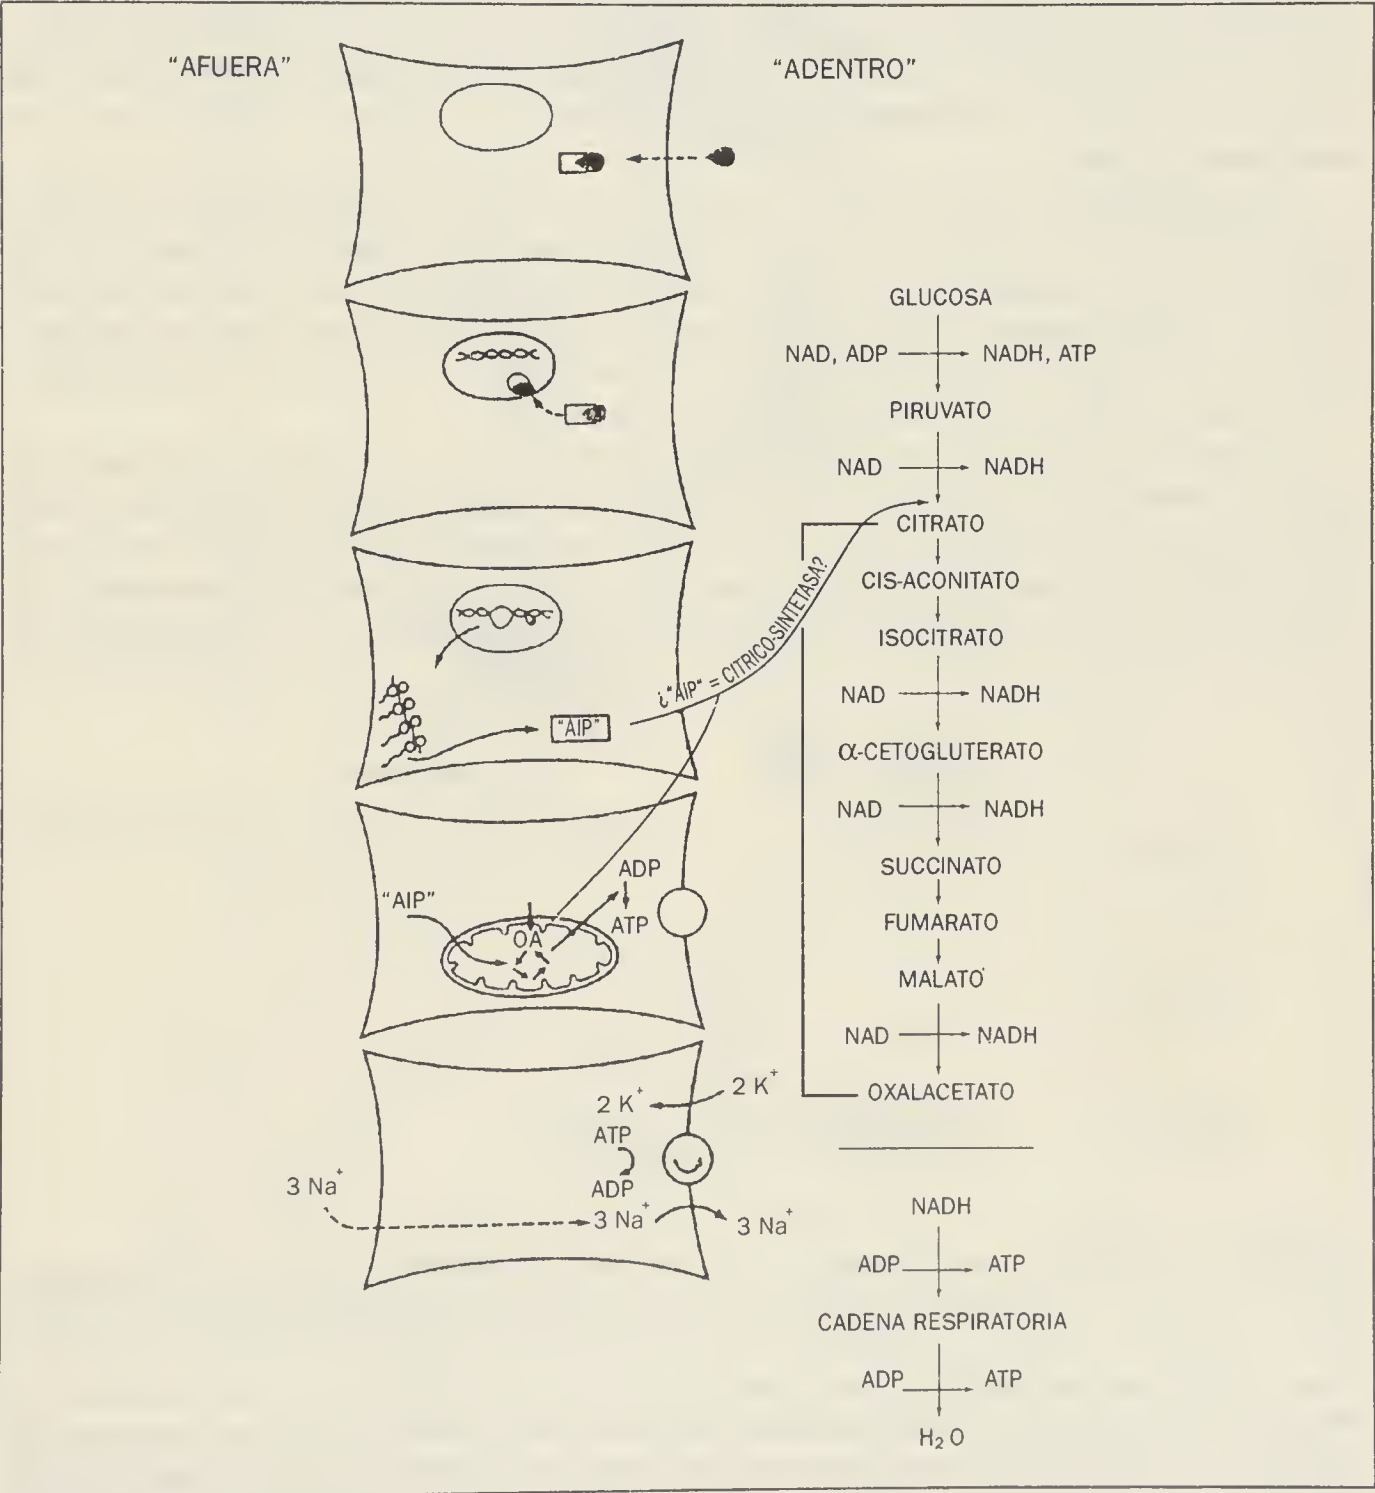 “AFUERA”
“ADENTRO”
“AIP”
¿“AIP” = CITRICO-SINTETASA?
“AIP”
OA
ADP
ATP
2 K+
2 K+
ATP
ADP
3 Na+
3 Na+
3 Na+
GLUCOSA
NAD, ADP NADH, ATP
PIRUVATO
NAD NADH
CITRATO
CIS-ACONITATO
ISOCITRATO
NAD NADH
α-CETOGLUTERATO
NAD NADH
SUCCINATO
FUMARATO
MALATO
NAD NADH
OXALACETATO
NADH
ADP ATP
CADENA RESPIRATORIA
ADP ATP
H2O